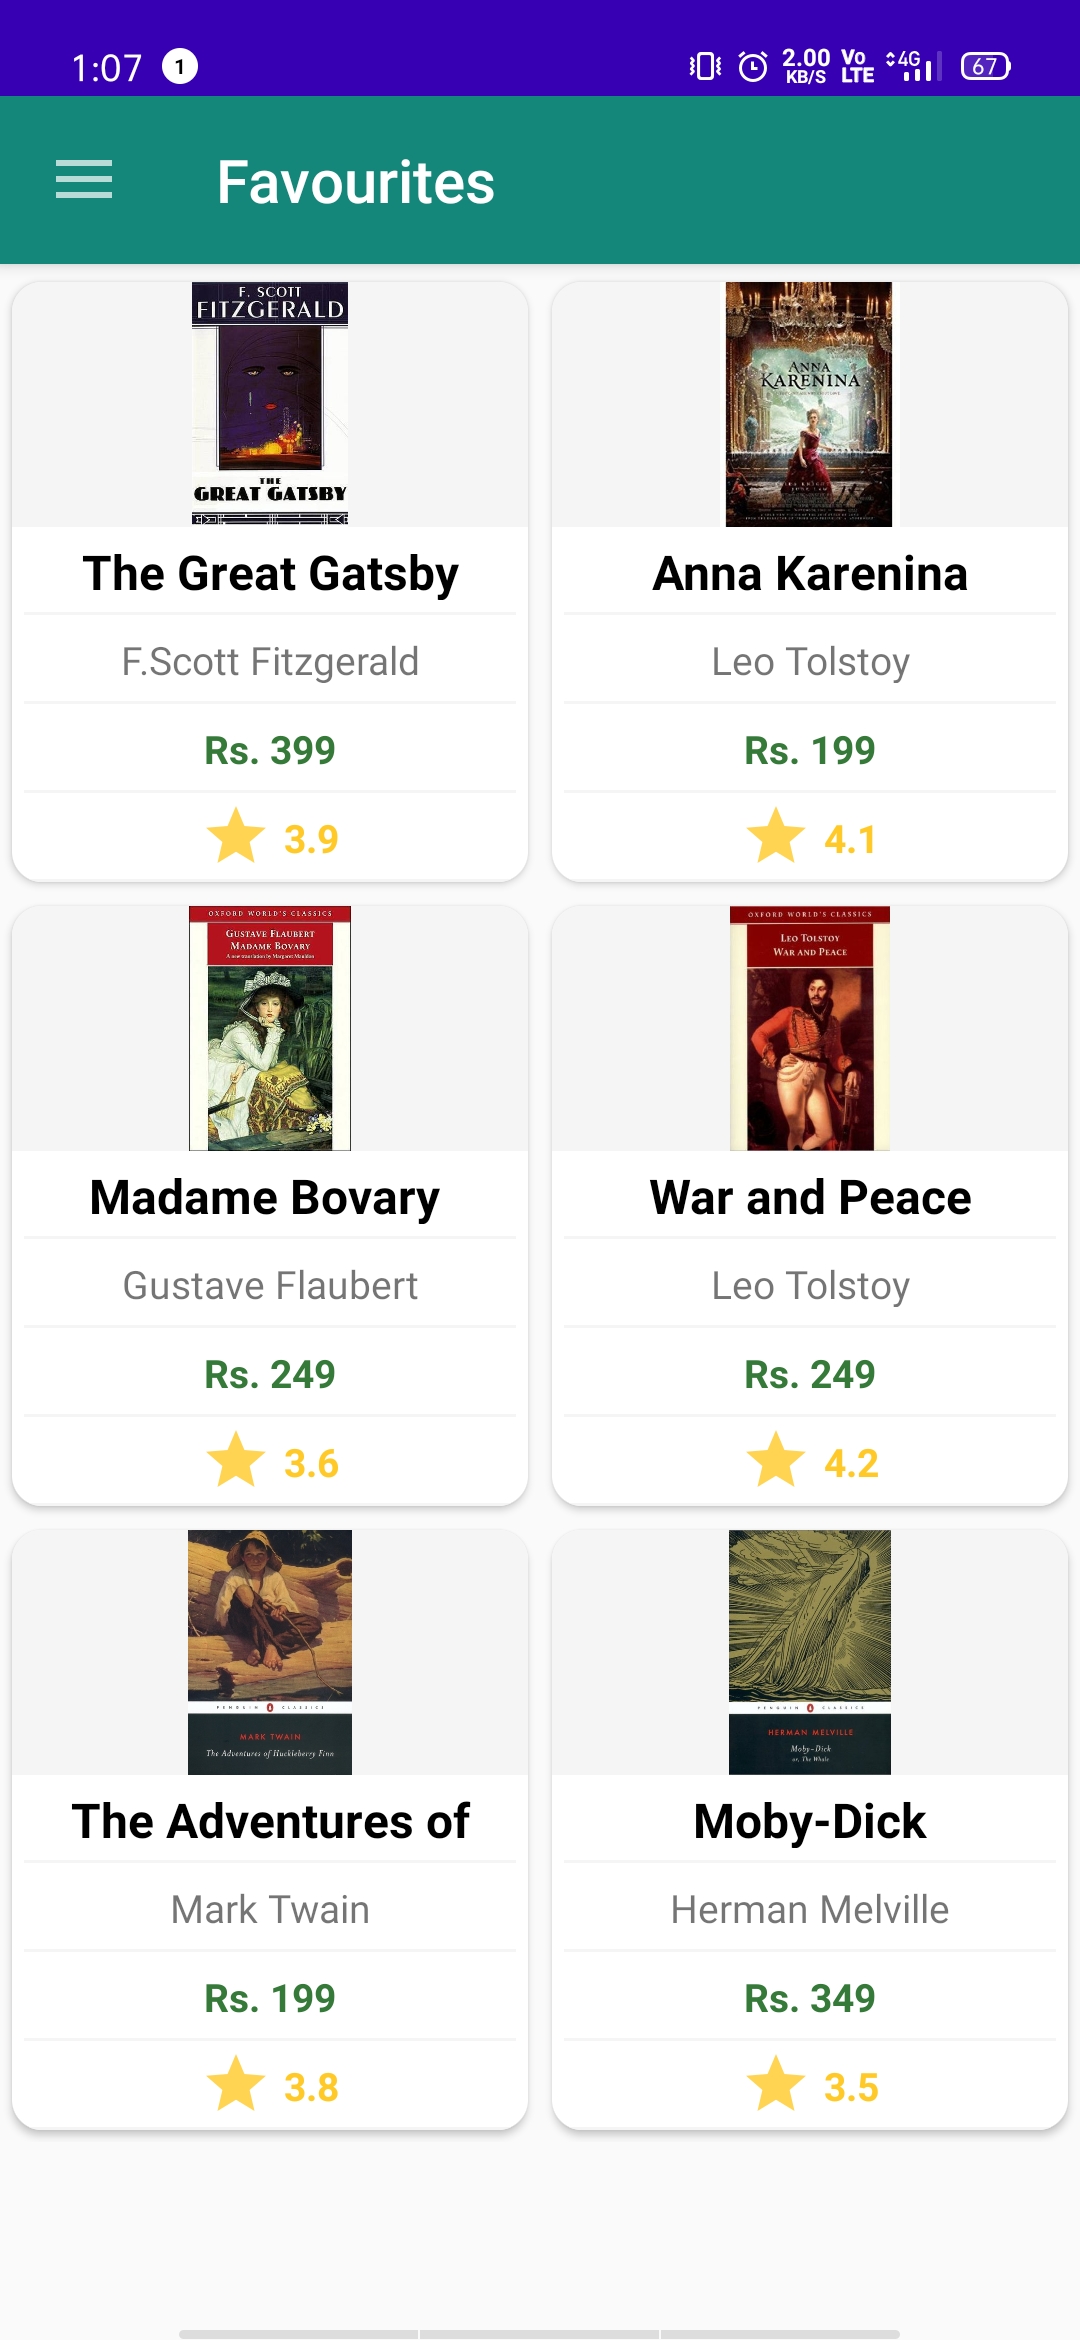 1:07 1 2.00 KB/S Vo LTE 4G 67
Favourites
F. SCOTT
FITZGERALD
THE
GREAT GATSBY
ANNA
KARENINA
The Great Gatsby
Anna Karenina
F.Scott Fitzgerald
Leo Tolstoy
Rs. 399
Rs. 199
3.9
4.1
OXFORD WORLD'S CLASSICS
GUSTAVE FLAUBERT
MADAME BOVARY
A new translation by Margaret Mauldon
OXFORD WORLD'S CLASSICS
LEO TOLSTOY
WAR AND PEACE
Madame Bovary
War and Peace
Gustave Flaubert
Leo Tolstoy
Rs. 249
Rs. 249
3.6
4.2
PENGUIN CLASSICS
MARK TWAIN
The Adventures of Huckleberry Finn
PENGUIN CLASSICS
HERMAN MELVILLE
Moby-Dick
or, The Whale
The Adventures of
Moby-Dick
Mark Twain
Herman Melville
Rs. 199
Rs. 349
3.8
3.5